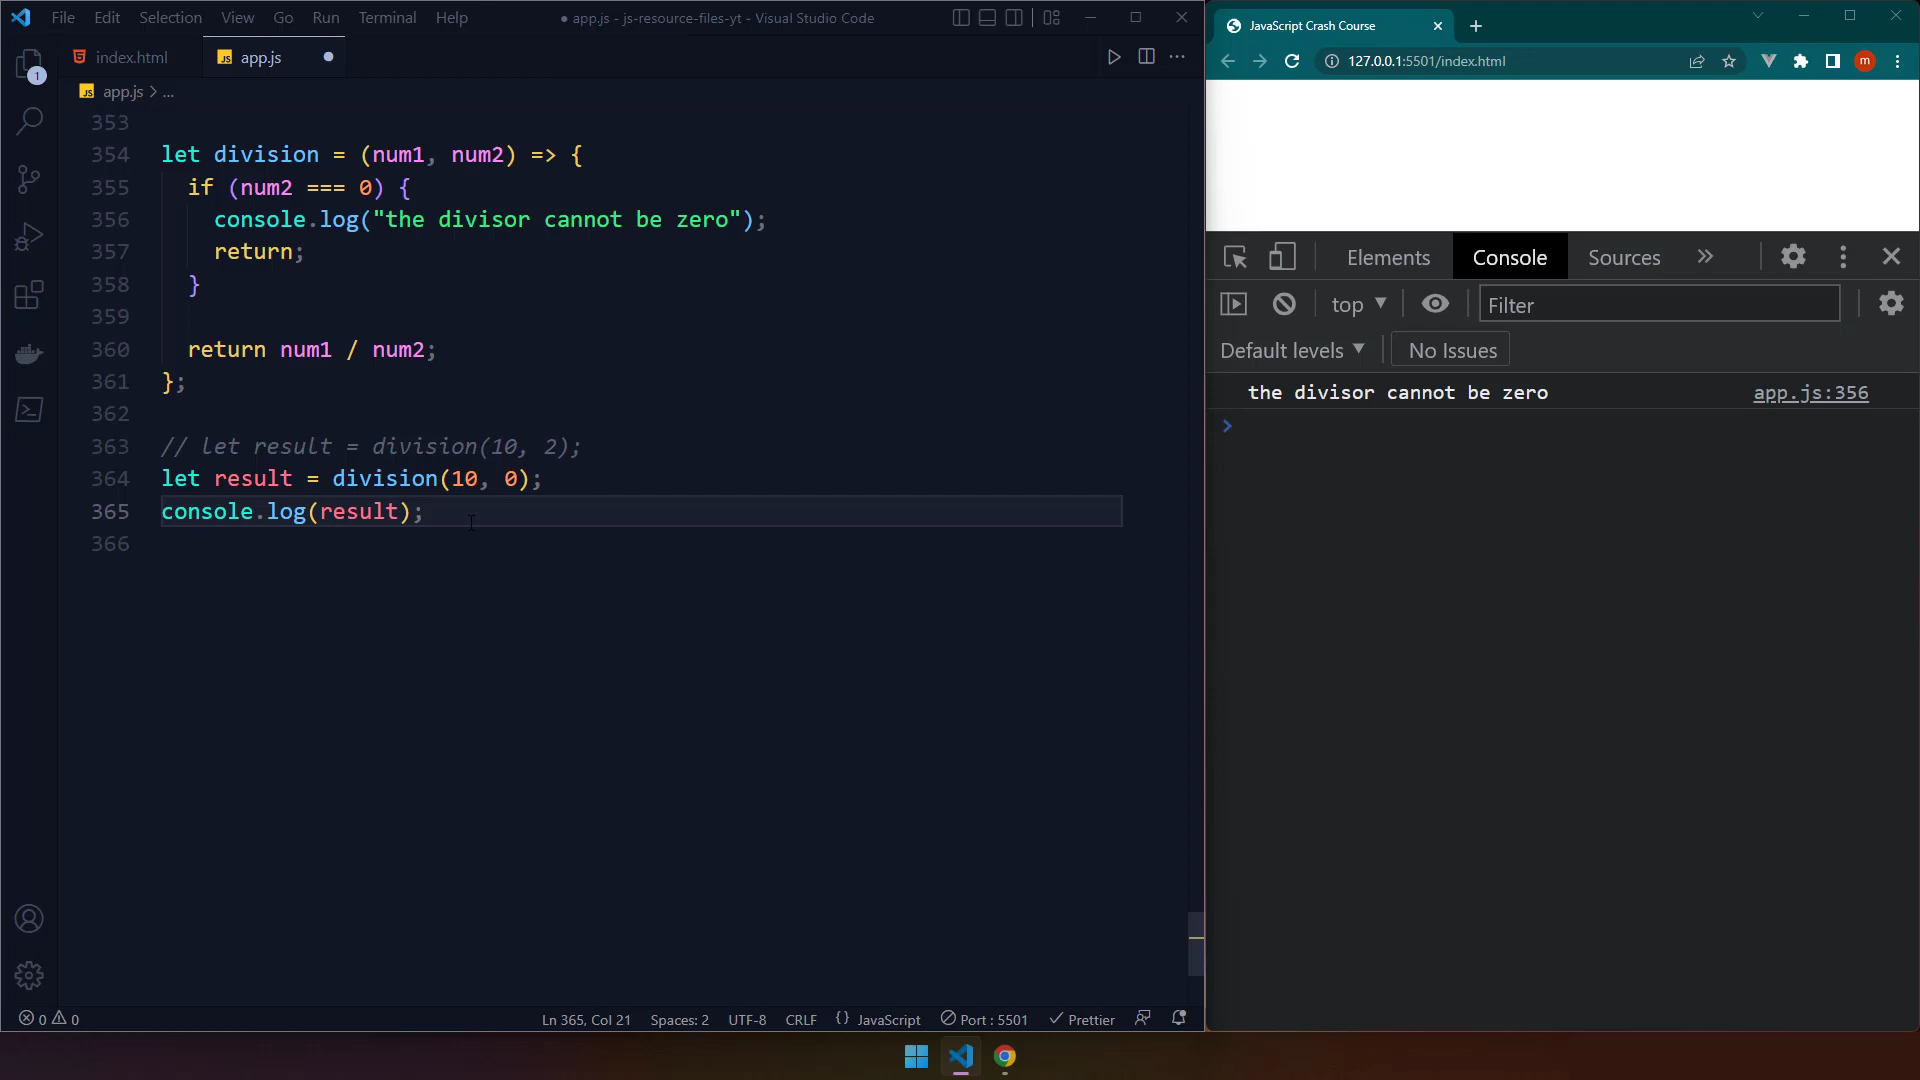 File Edit Selection View Go Run Terminal Help
● app.js - js-resource-files-yt - Visual Studio Code
index.html
JS app.js
JS app.js > ...
1
353
354 let division = (num1, num2) => {
355 if (num2 === 0) {
356 console.log("the divisor cannot be zero");
357 return;
358 }
359
360 return num1 / num2;
361 };
362
363 // let result = division(10, 2);
364 let result = division(10, 0);
365 console.log(result);
366
0 0
Ln 365, Col 21 Spaces: 2 UTF-8 CRLF {} JavaScript Port : 5501 Prettier
JavaScript Crash Course
127.0.0.1:5501/index.html
m
Elements Console Sources
top Filter
Default levels No Issues
the divisor cannot be zero app.js:356